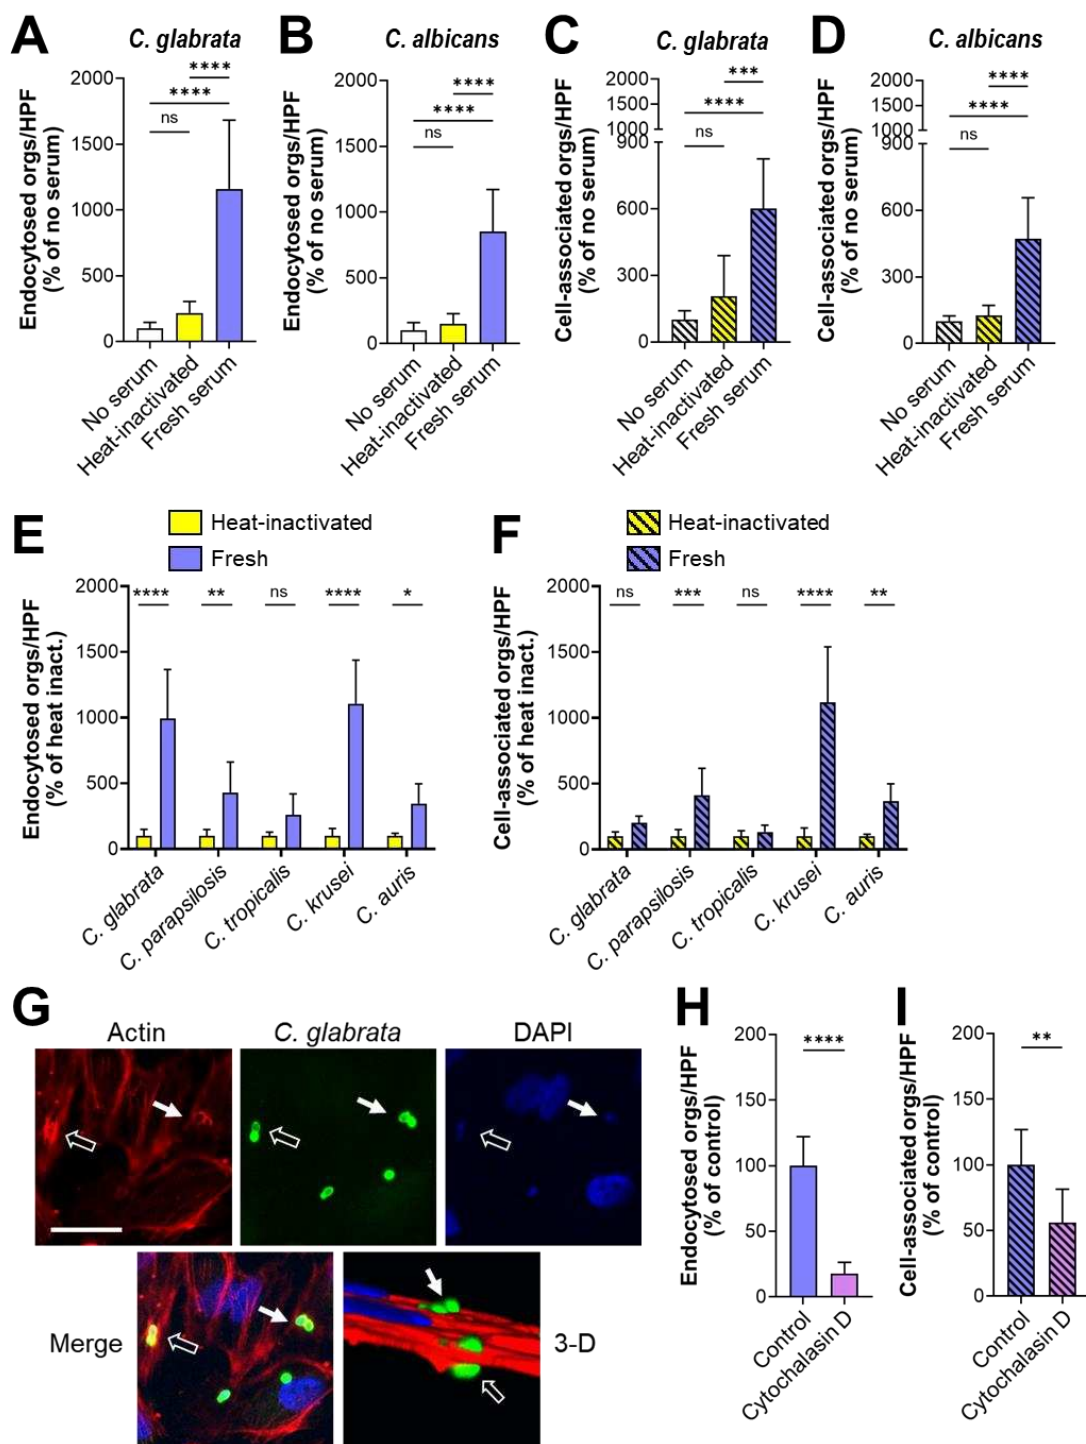 A
C. glabrata
Endocytosed orgs/HPF
(% of no serum)
2000
1500
1000
500
0
****
****
ns
No serum
Heat-inactivated
Fresh serum
B
C. albicans
Endocytosed orgs/HPF
(% of no serum)
2000
1500
1000
500
0
****
****
ns
No serum
Heat-inactivated
Fresh serum
C
C. glabrata
Cell-associated orgs/HPF
(% of no serum)
2000
1500
1000
900
600
300
0
***
****
ns
No serum
Heat-inactivated
Fresh serum
D
C. albicans
Cell-associated orgs/HPF
(% of no serum)
2000
1500
1000
900
600
300
0
****
****
ns
No serum
Heat-inactivated
Fresh serum
E
Heat-inactivated
Fresh
Endocytosed orgs/HPF
(% of heat inact.)
2000
1500
1000
500
0
**** ** ns **** *
C. glabrata
C. parapsilosis
C. tropicalis
C. krusei
C. auris
F
Heat-inactivated
Fresh
Cell-associated orgs/HPF
(% of heat inact.)
2000
1500
1000
500
0
ns *** ns **** **
C. glabrata
C. parapsilosis
C. tropicalis
C. krusei
C. auris
G
Actin
C. glabrata
DAPI
Merge
3-D
H
Endocytosed orgs/HPF
(% of control)
200
150
100
50
0
****
Control
Cytochalasin D
I
Cell-associated orgs/HPF
(% of control)
200
150
100
50
0
**
Control
Cytochalasin D